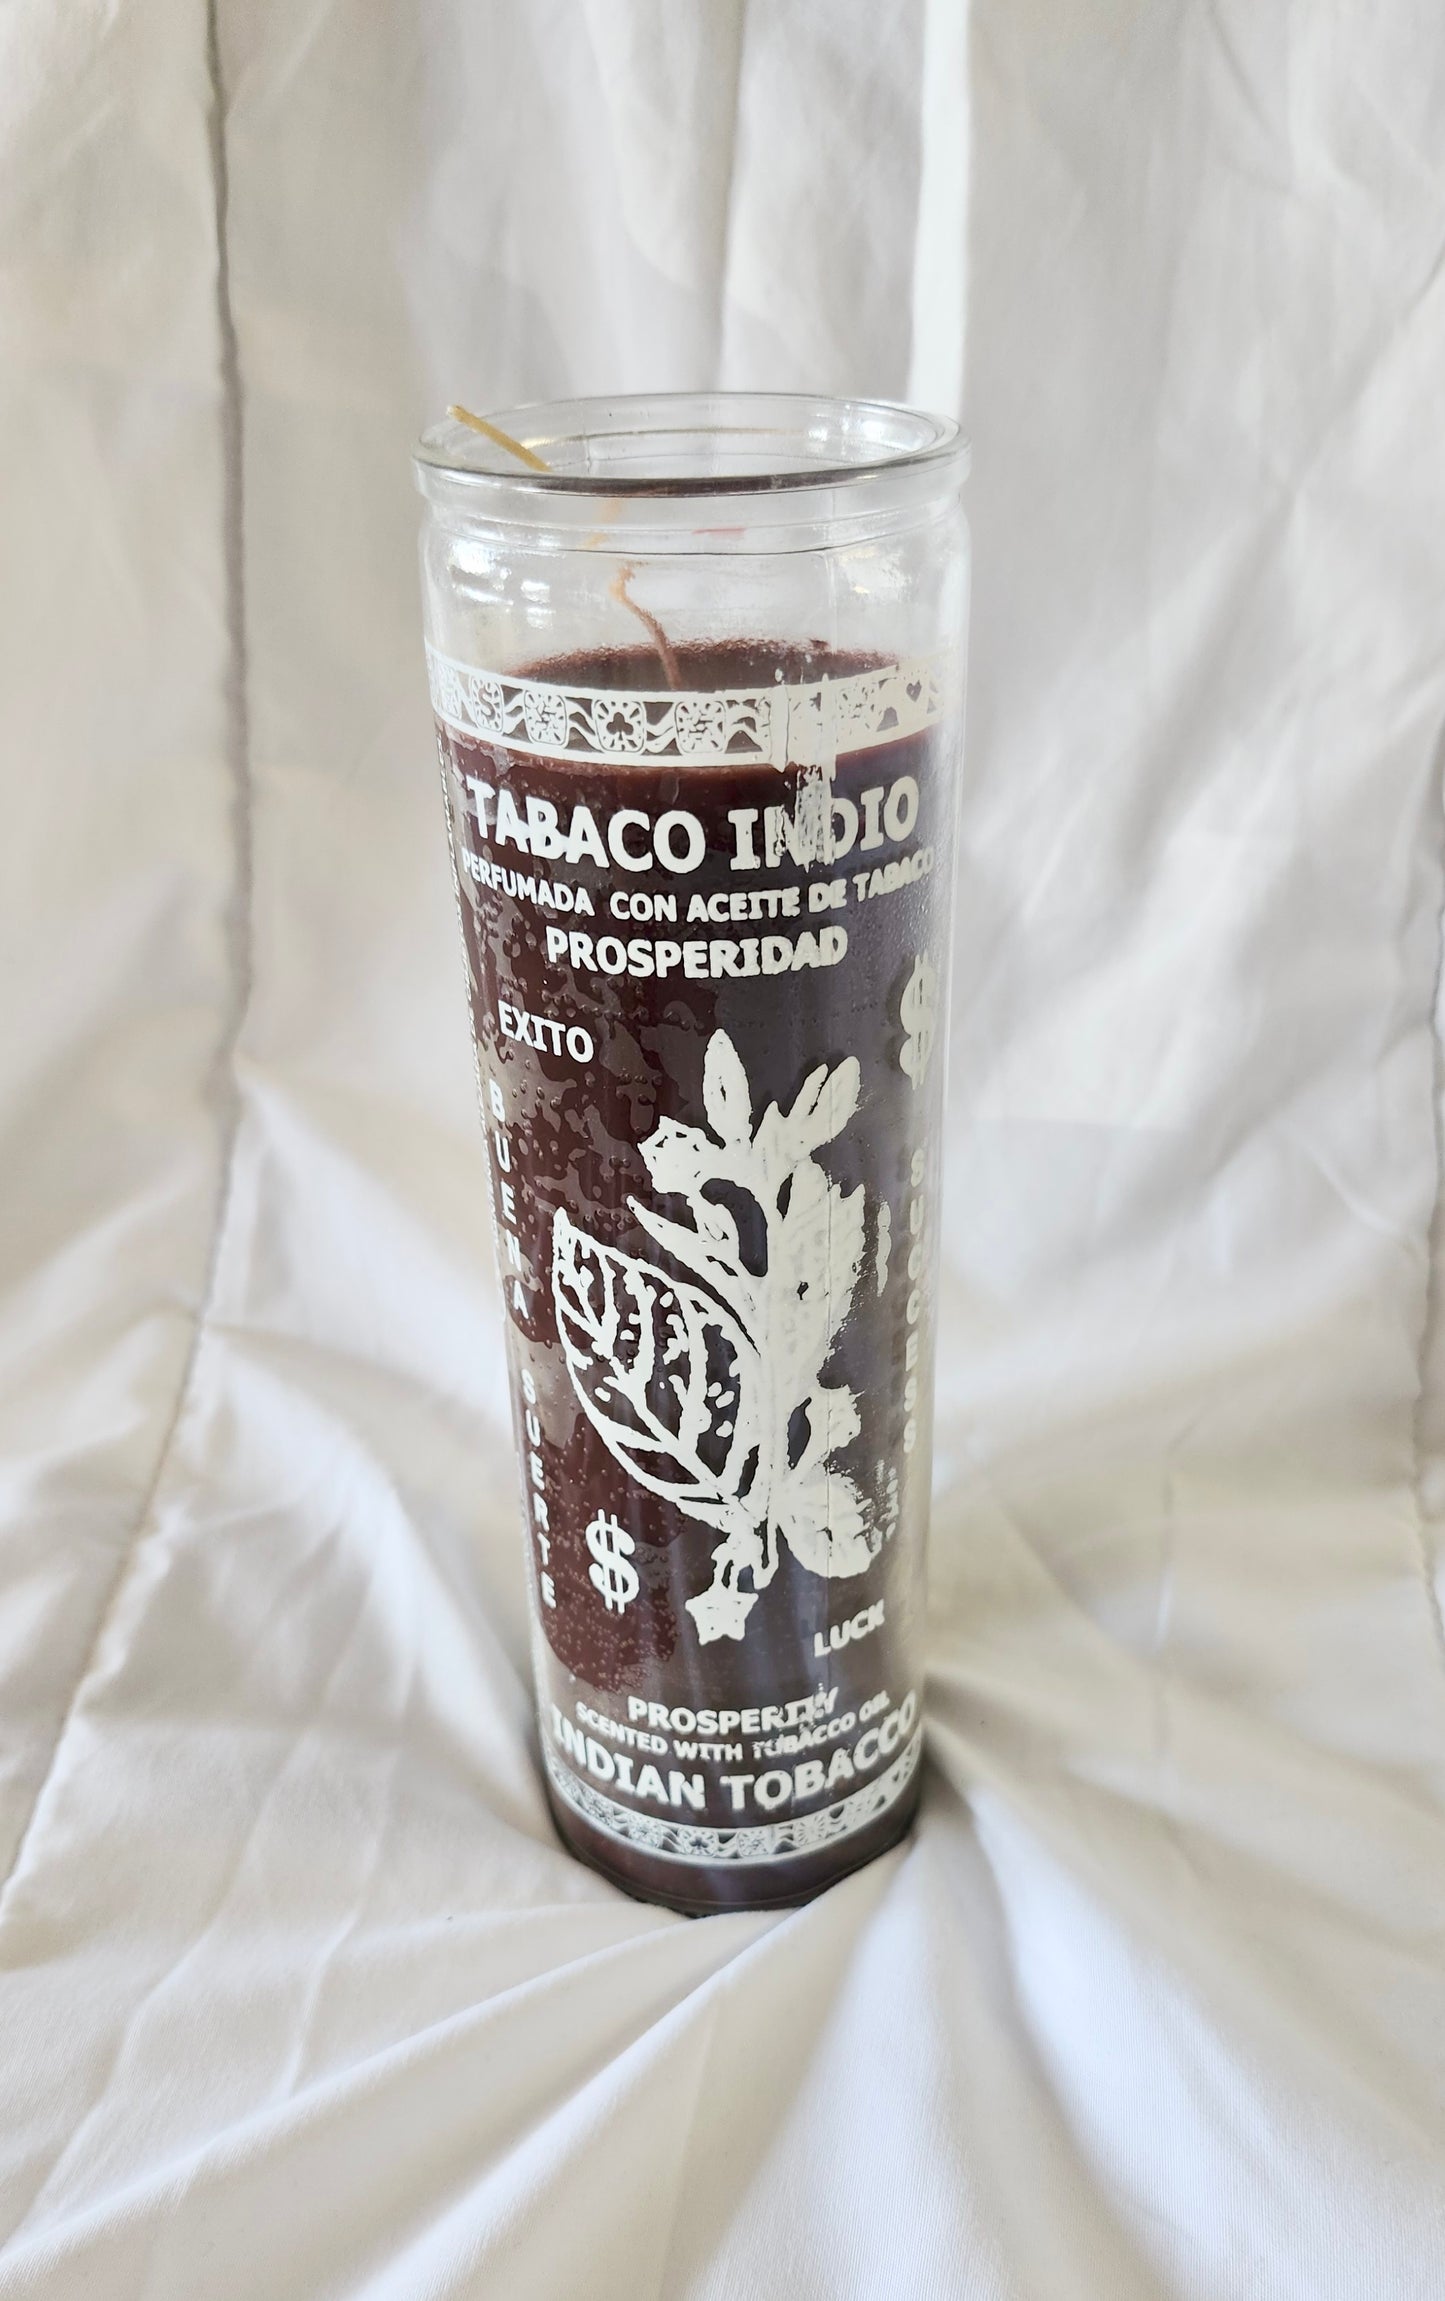 TABACO INDIO
PERFUMADA CON ACEITE DE TABACO
PROSPERIDAD
EXITO
$
BUENA SUERTE
SUCCESS
$
LUCK
PROSPERITY
SCENTED WITH TOBACCO OIL
INDIAN TOBACCO